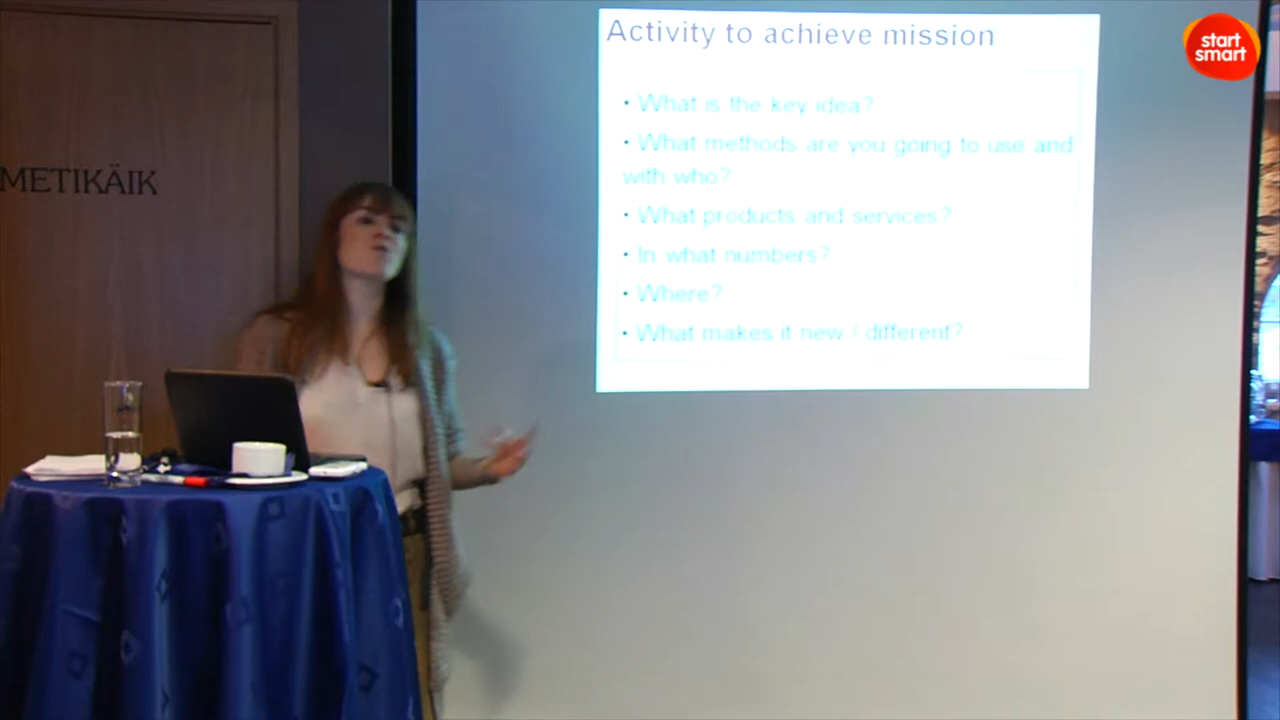 Activity to achieve mission
• What is the key idea?
• What methods are you going to use and
with who?
• What products and services?
• In what numbers?
• Where?
• What makes it new / different?
start
smart
METIKÄIK